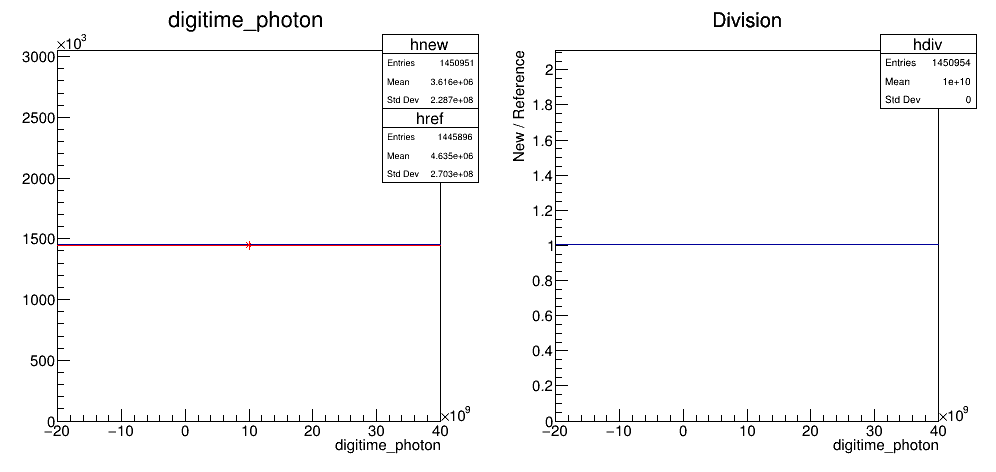 digitime_photon
×10³
3000
2500
2000
1500
1000
500
0
−20 −10 0 10 20 30 40
×10⁹
digitime_photon
hnew
Entries 1450951
Mean 3.616e+06
Std Dev 2.287e+08
href
Entries 1445896
Mean 4.635e+06
Std Dev 2.703e+08
Division
New / Reference
2
1.8
1.6
1.4
1.2
1
0.8
0.6
0.4
0.2
0
−20 −10 0 10 20 30 40
×10⁹
digitime_photon
hdiv
Entries 1450954
Mean 1e+10
Std Dev 0